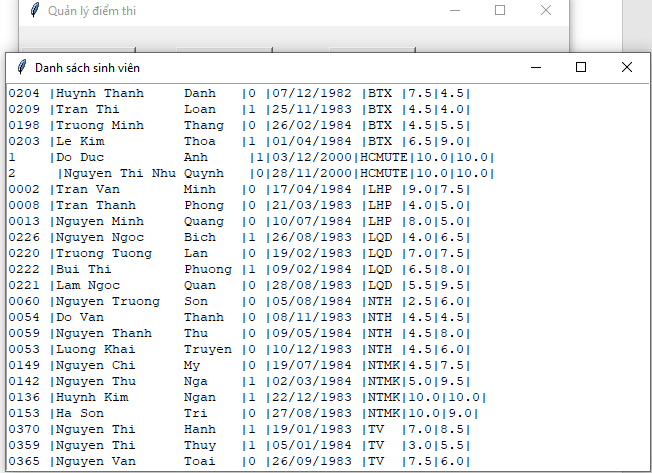 Quản lý điểm thi
Danh sách sinh viên
0204 |Huynh Thanh     Danh   |0 |07/12/1982 |BTX |7.5|4.5|
0209 |Tran Thi        Loan   |1 |25/11/1983 |BTX |4.5|4.0|
0198 |Truong Minh     Thang  |0 |26/02/1984 |BTX |4.5|5.5|
0203 |Le Kim          Thoa   |1 |01/04/1984 |BTX |6.5|9.0|
1    |Do Duc          Anh     |1|03/12/2000|HCMUTE|10.0|10.0|
2     |Nguyen Thi Nhu Quynh   |0|28/11/2000|HCMUTE|10.0|10.0|
0002 |Tran Van        Minh   |0 |17/04/1984 |LHP |9.0|7.5|
0008 |Tran Thanh      Phong  |0 |21/03/1983 |LHP |4.0|5.0|
0013 |Nguyen Minh     Quang  |0 |10/07/1984 |LHP |8.0|5.0|
0226 |Nguyen Ngoc     Bich   |1 |26/08/1983 |LQD |4.0|6.5|
0220 |Truong Tuong    Lan    |0 |19/02/1983 |LQD |7.0|7.5|
0222 |Bui Thi         Phuong |1 |09/02/1984 |LQD |6.5|8.0|
0221 |Lam Ngoc        Quan   |0 |28/08/1983 |LQD |5.5|9.5|
0060 |Nguyen Truong   Son    |0 |05/08/1984 |NTH |2.5|6.0|
0054 |Do Van          Thanh  |0 |08/11/1983 |NTH |4.5|4.5|
0059 |Nguyen Thanh    Thu    |0 |09/05/1984 |NTH |4.5|8.0|
0053 |Luong Khai      Truyen |0 |10/12/1983 |NTH |4.5|6.0|
0149 |Nguyen Chi      My     |0 |19/07/1984 |NTMK|4.5|7.5|
0142 |Nguyen Thu      Nga    |1 |02/03/1984 |NTMK|5.0|9.5|
0136 |Huynh Kim       Ngan   |1 |22/12/1983 |NTMK|10.0|10.0|
0153 |Ha Son          Tri    |0 |27/08/1983 |NTMK|10.0|9.0|
0370 |Nguyen Thi      Hanh   |1 |19/01/1983 |TV  |7.0|8.5|
0359 |Nguyen Thi      Thuy   |1 |05/01/1984 |TV  |3.0|5.5|
0365 |Nguyen Van      Toai   |0 |26/09/1983 |TV  |7.5|6.0|